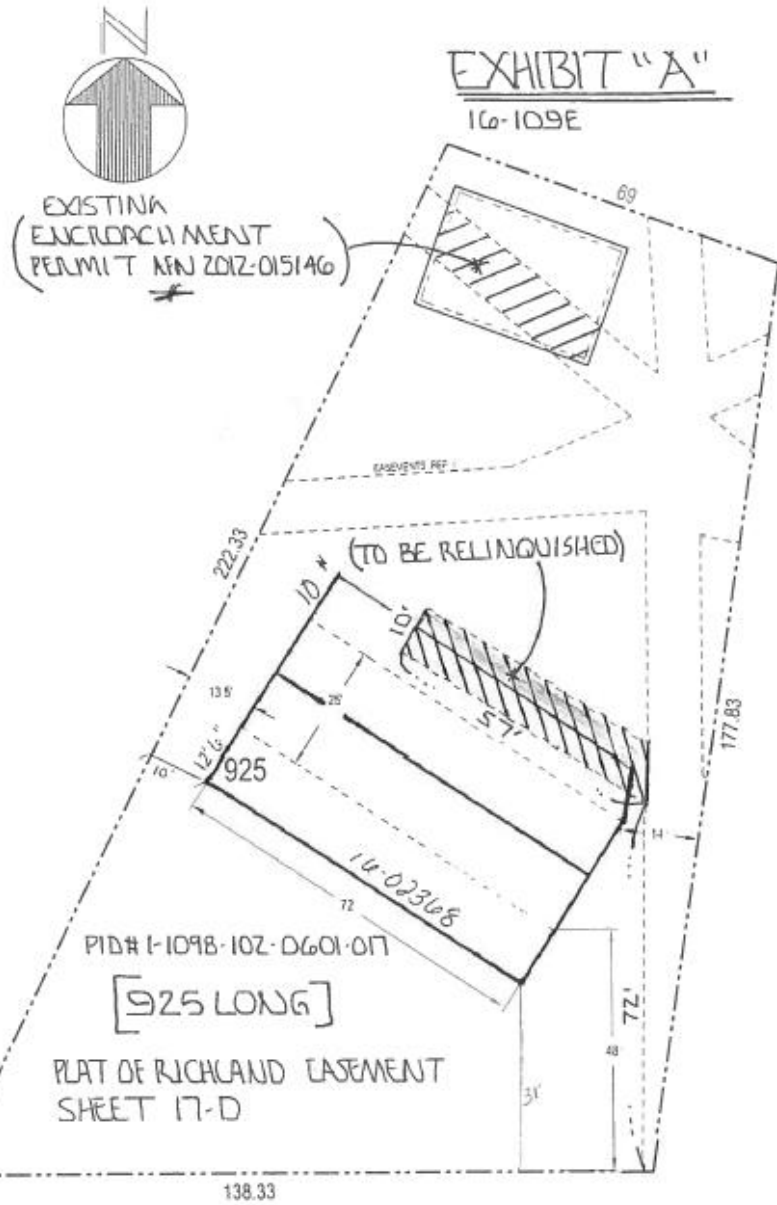 N
EXHIBIT "A"
16-109E
EXISTING
ENCROACHMENT
PERMIT AFN 2012-015146
69
EASEMENTS REF
222.33
(TO BE RELINQUISHED)
10
10'
57'
13 5
25
12'6"
925
10'
177.83
14
16-02368
72
PID# 1-1098-102-0601-017
[925 LONG]
72'
48
31'
PLAT OF RICHLAND EASEMENT
SHEET 17-D
138.33